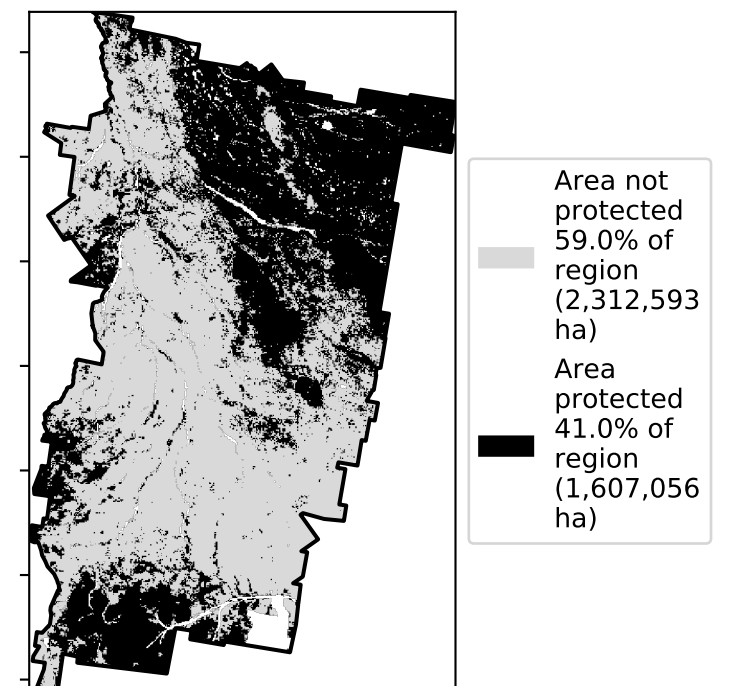 Area not
protected
59.0% of
region
(2,312,593
ha)
Area
protected
41.0% of
region
(1,607,056
ha)